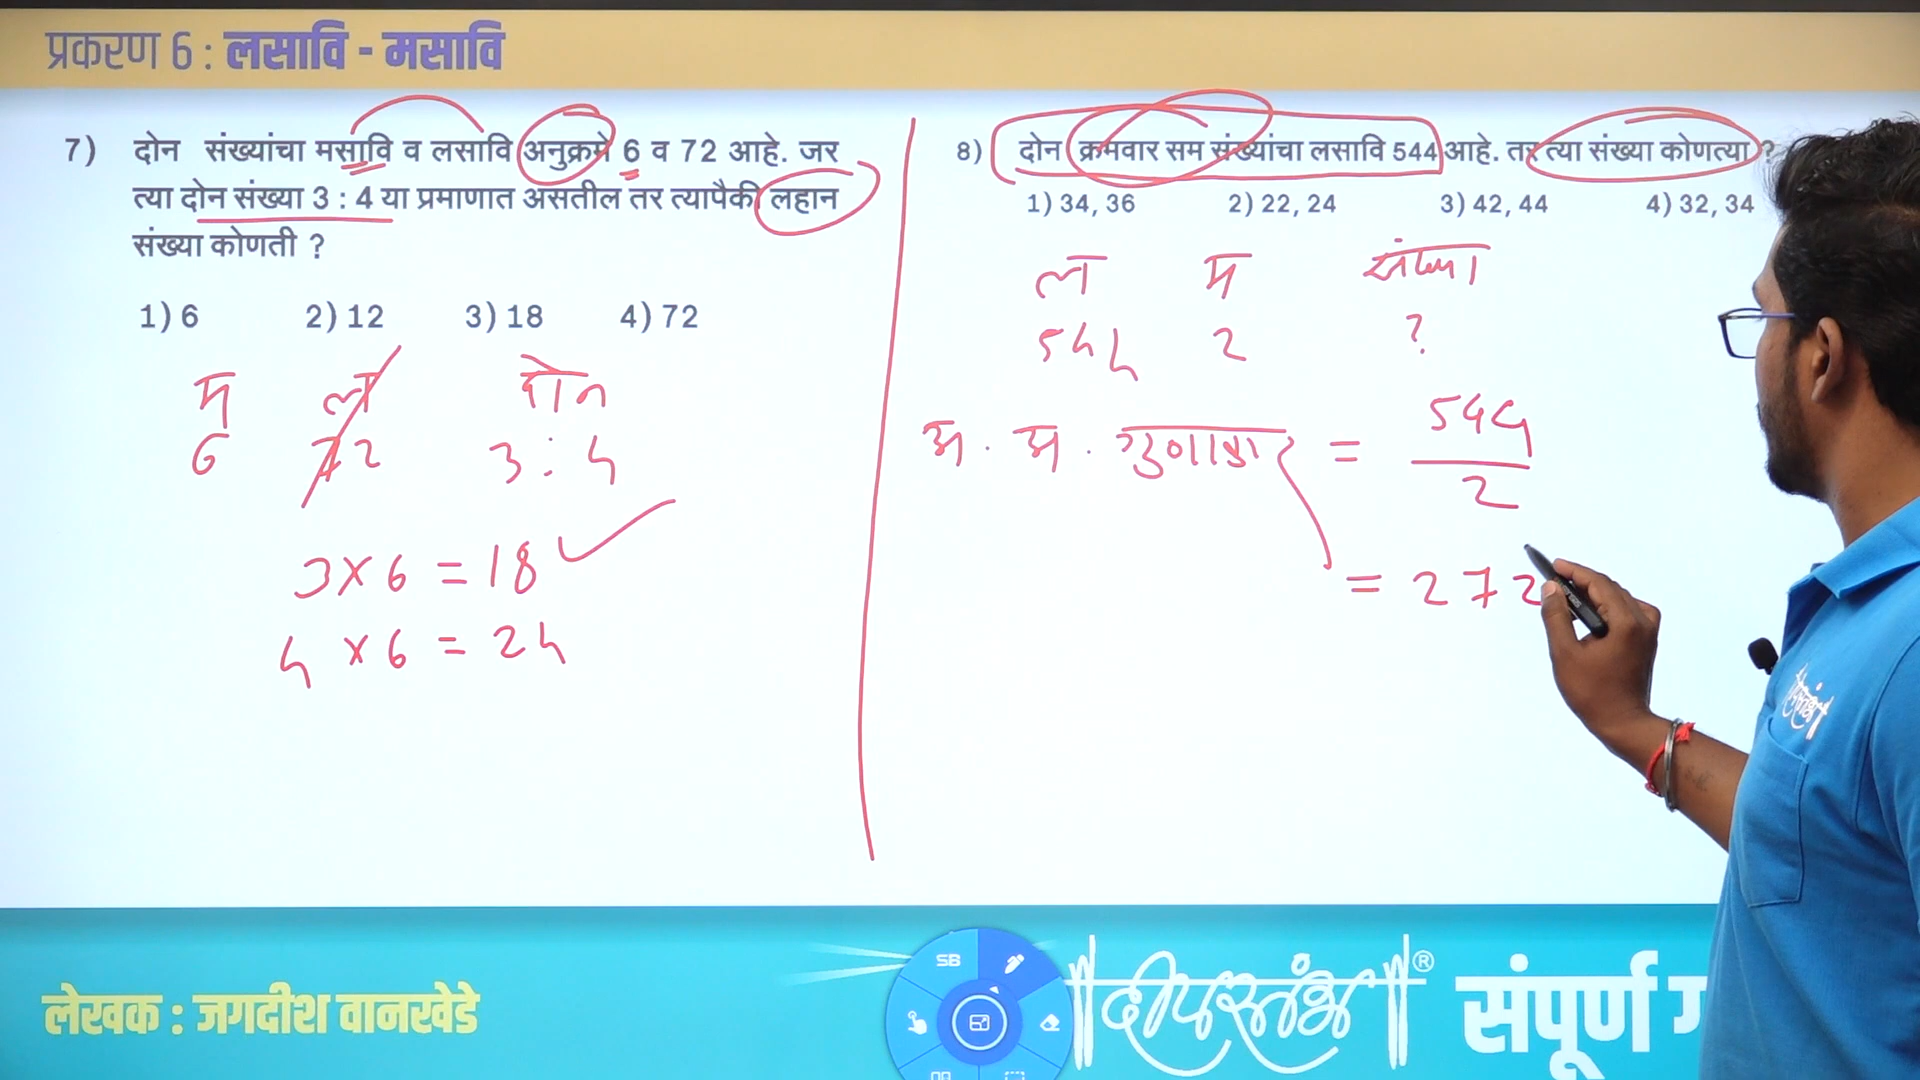 प्रकरण 6 : लसावि - मसावि
7) दोन संख्यांचा मसावि व लसावि अनुक्रमे 6 व 72 आहे. जर
त्या दोन संख्या 3 : 4 या प्रमाणात असतील तर त्यापैकी लहान
संख्या कोणती ?
1) 6 2) 12 3) 18 4) 72
म ल दोन
6 72 3 : 4
3 × 6 = 18
4 × 6 = 24
8) दोन क्रमवार सम संख्यांचा लसावि 544 आहे. तर त्या संख्या कोणत्या ?
1) 34, 36 2) 22, 24 3) 42, 44 4) 32, 34
ल म संख्या
544 2 ?
अ . अ . गुणाकार = 544
2
= 272
लेखक : जगदीश वानखेडे
SB
दीपस्तंभ ®
संपूर्ण
दीपस्तंभ